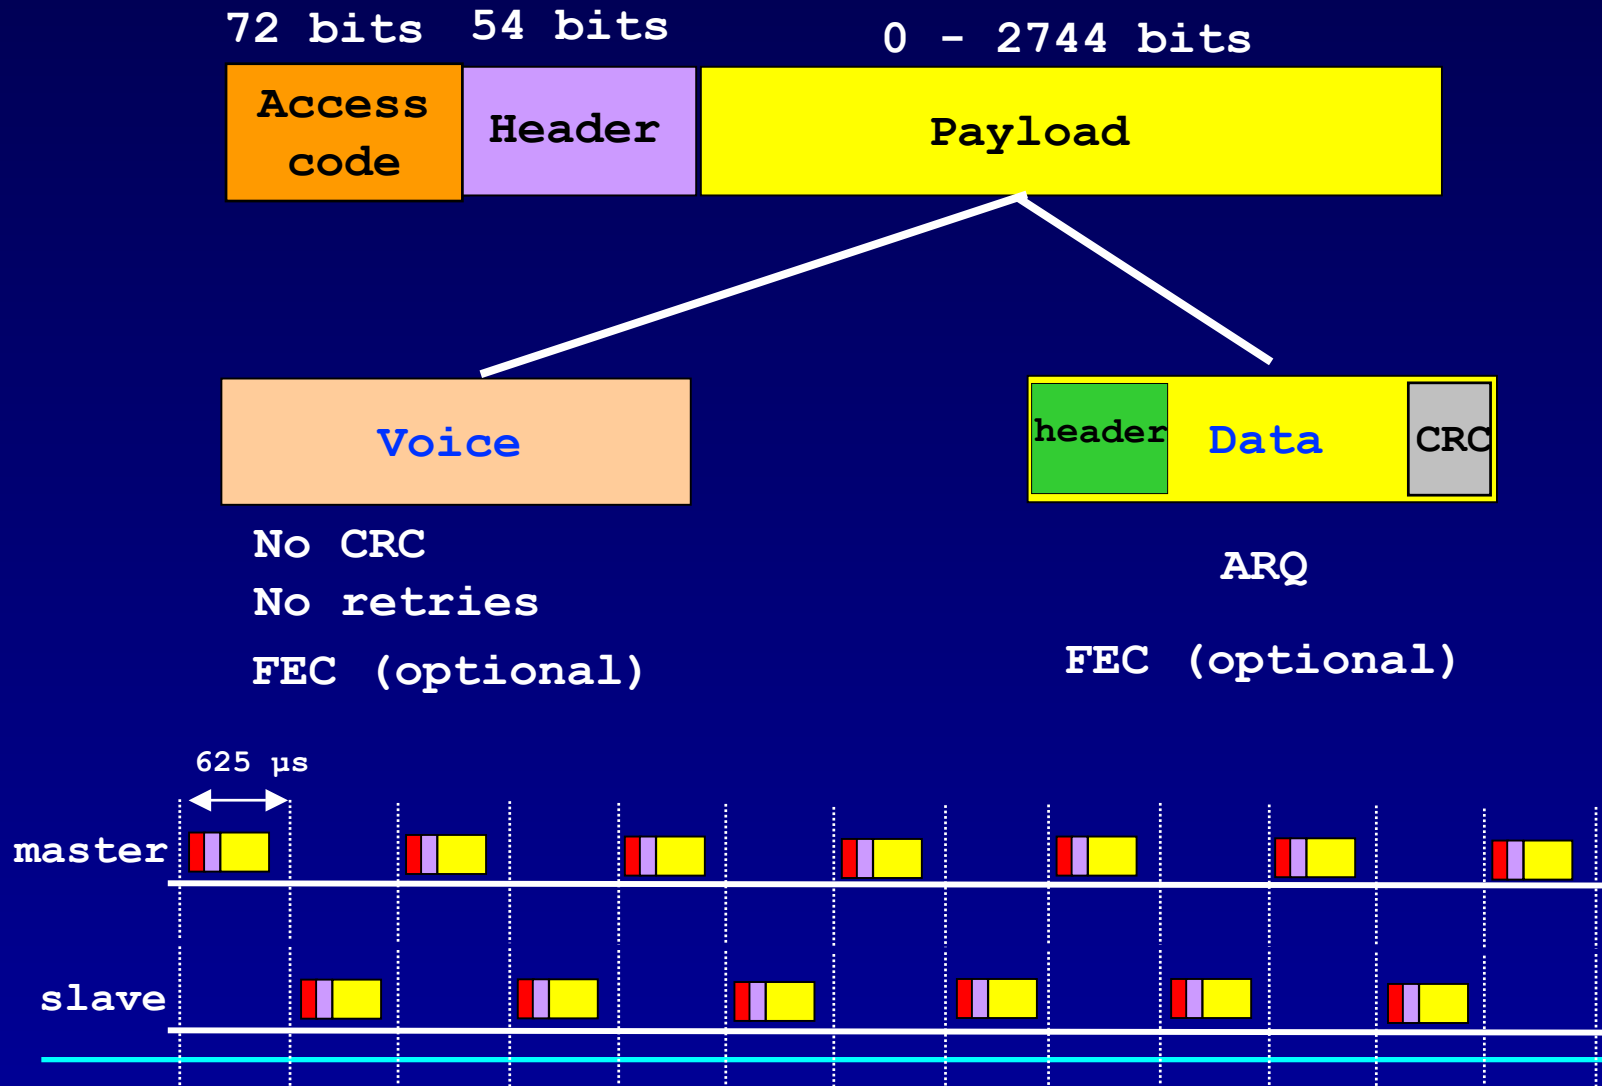 72 bits
54 bits
0 - 2744 bits
Access
code
Header
Payload
Voice
header
Data
CRC
No CRC
No retries
FEC (optional)
ARQ
FEC (optional)
625 µs
master
slave